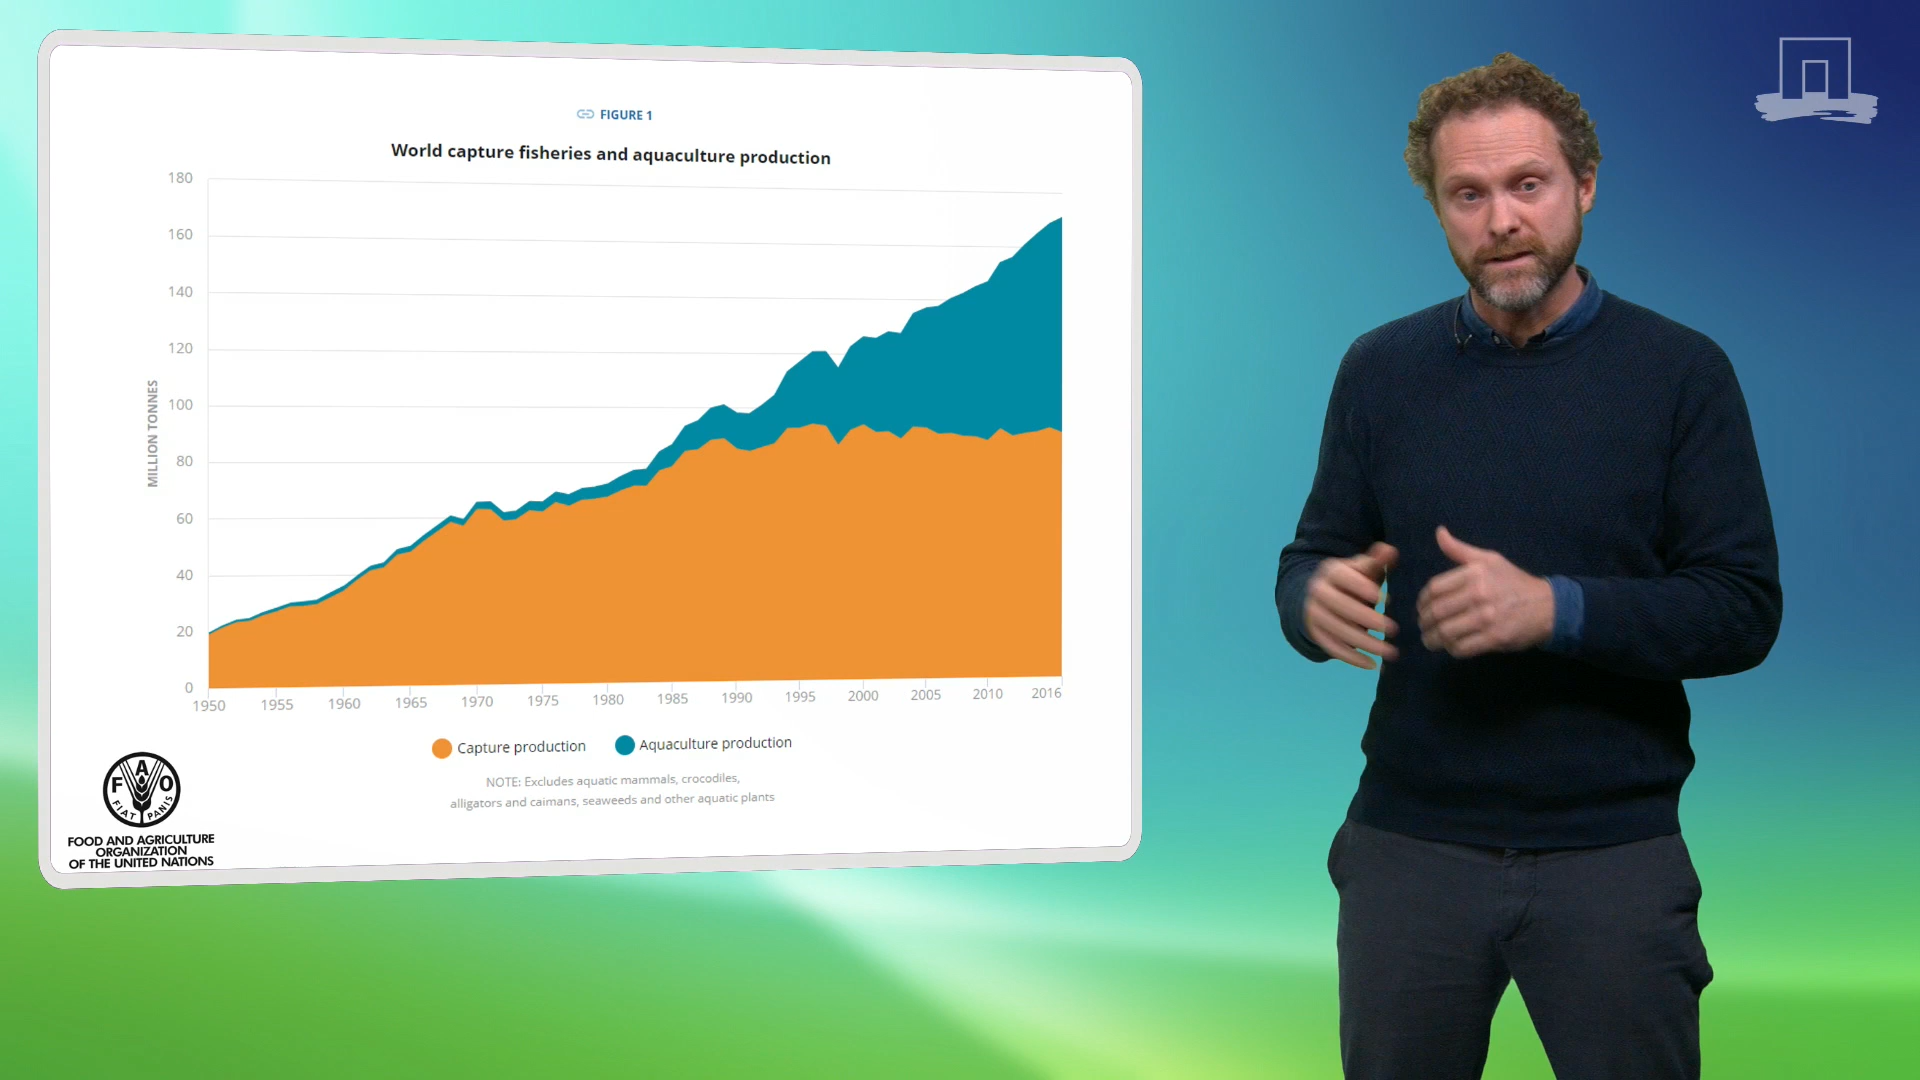 FIGURE 1
World capture fisheries and aquaculture production
MILLION TONNES
180
160
140
120
100
80
60
40
20
0
1950 1955 1960 1965 1970 1975 1980 1985 1990 1995 2000 2005 2010 2016
Capture production Aquaculture production
NOTE: Excludes aquatic mammals, crocodiles,
alligators and caimans, seaweeds and other aquatic plants
F A O
FIAT PANIS
FOOD AND AGRICULTURE
ORGANIZATION
OF THE UNITED NATIONS